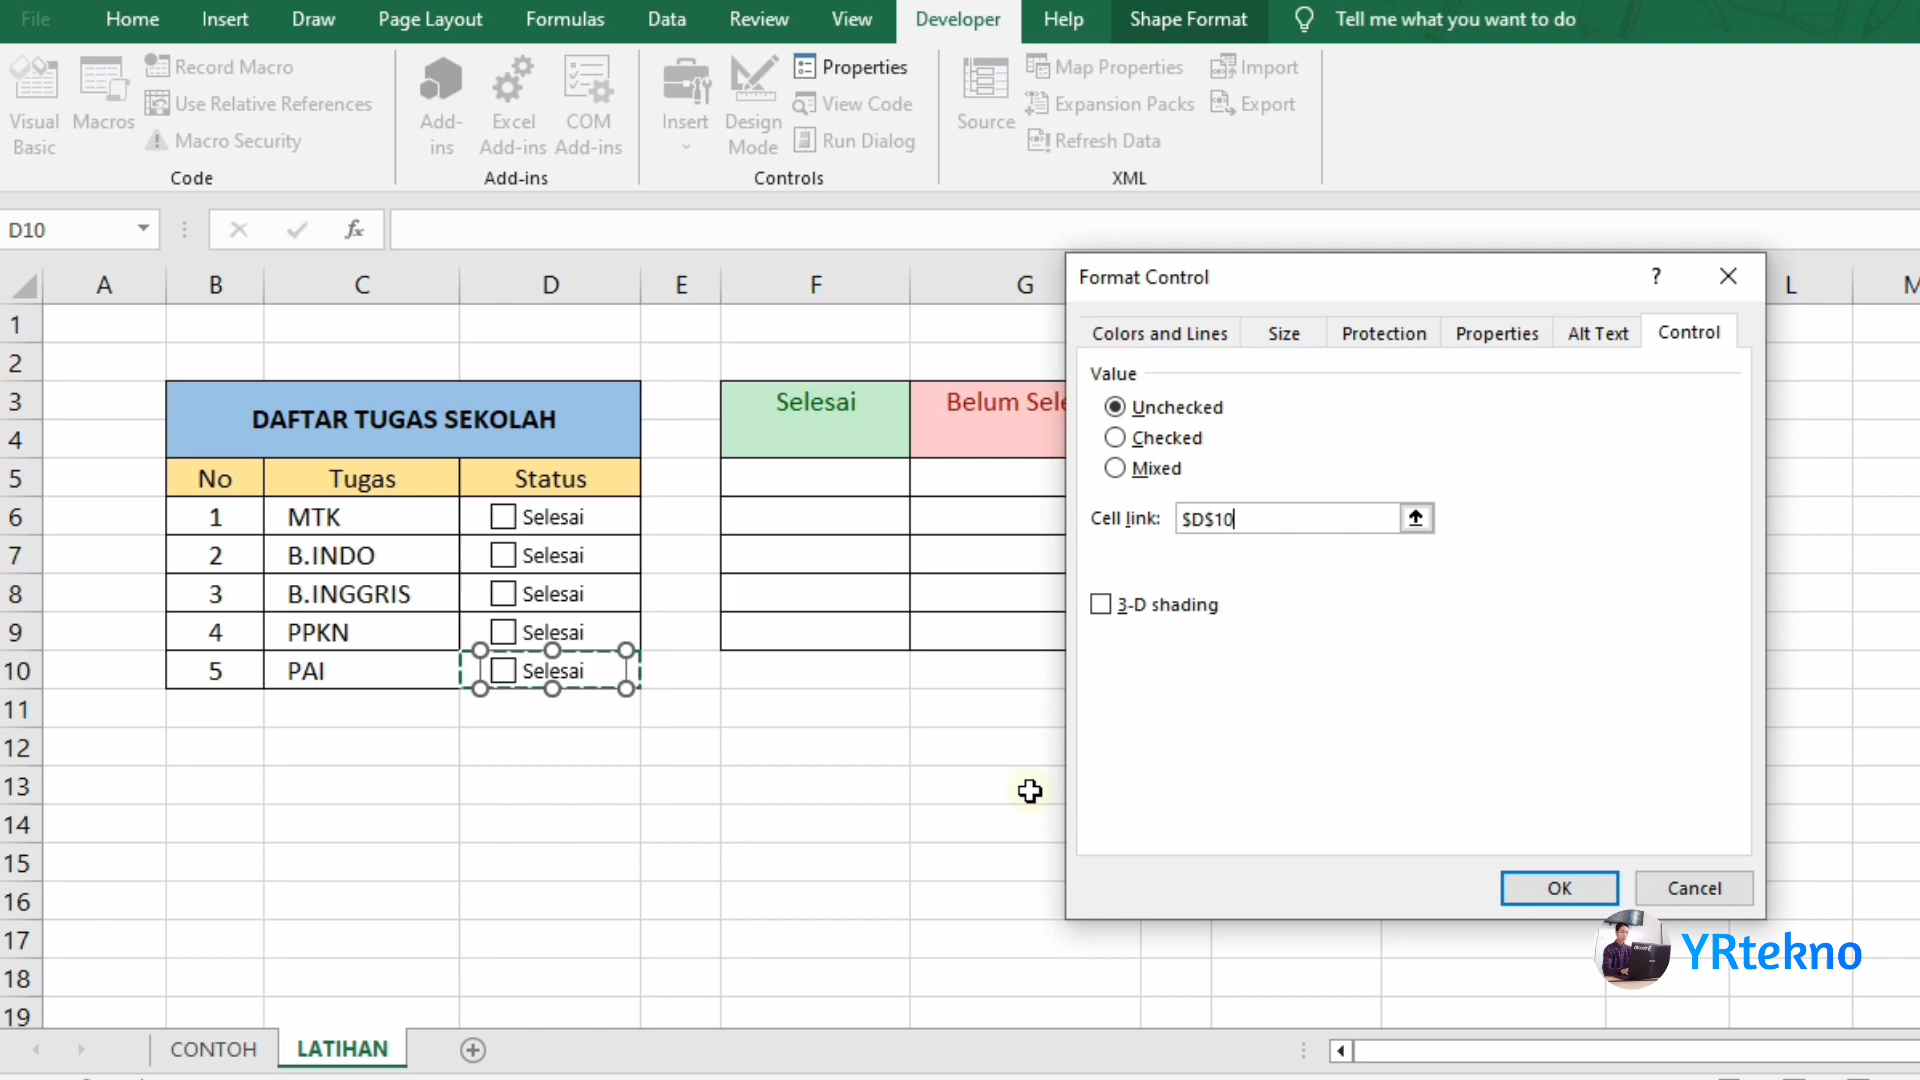 File Home Insert Draw Page Layout Formulas Data Review View Developer Help Shape Format Tell me what you want to do
Visual Basic
Macros
Record Macro
Use Relative References
Macro Security
Code
Add-ins
Excel Add-ins
COM Add-ins
Add-ins
Insert
Design Mode
Properties
View Code
Run Dialog
Controls
Source
Map Properties
Expansion Packs
Refresh Data
Import
Export
XML
D10 fx
A B C D E F G L M
1
2
3
4
5
6
7
8
9
10
11
12
13
14
15
16
17
18
19
DAFTAR TUGAS SEKOLAH
No Tugas Status
1 MTK Selesai
2 B.INDO Selesai
3 B.INGGRIS Selesai
4 PPKN Selesai
5 PAI Selesai
Selesai Belum Sele
Format Control ?
Colors and Lines Size Protection Properties Alt Text Control
Value
Unchecked
Checked
Mixed
Cell link: $D$10
3-D shading
OK Cancel
YRtekno
CONTOH LATIHAN